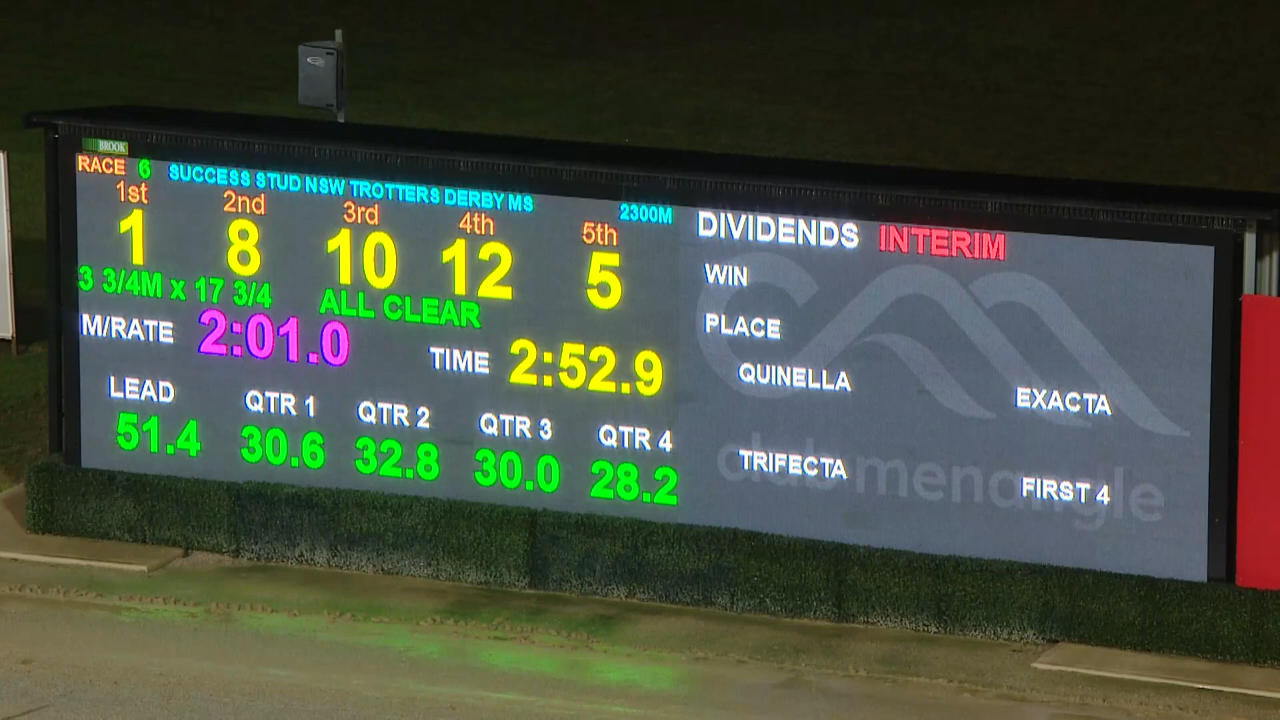 BROOK
RACE 6 SUCCESS STUD NSW TROTTERS DERBY MS 2300M
1st 2nd 3rd 4th 5th
1 8 10 12 5
3 3/4M x 17 3/4 ALL CLEAR
M/RATE 2:01.0 TIME 2:52.9
LEAD QTR 1 QTR 2 QTR 3 QTR 4
51.4 30.6 32.8 30.0 28.2
DIVIDENDS INTERIM
WIN
PLACE
QUINELLA EXACTA
TRIFECTA FIRST 4
club menangle